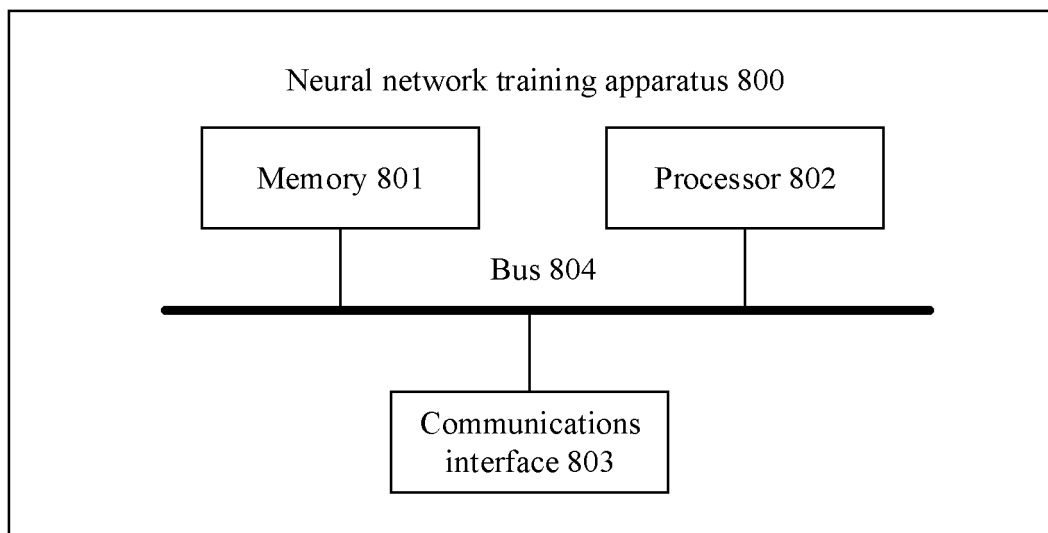 Neural network training apparatus 800
Memory 801
Processor 802
Bus 804
Communications
interface 803